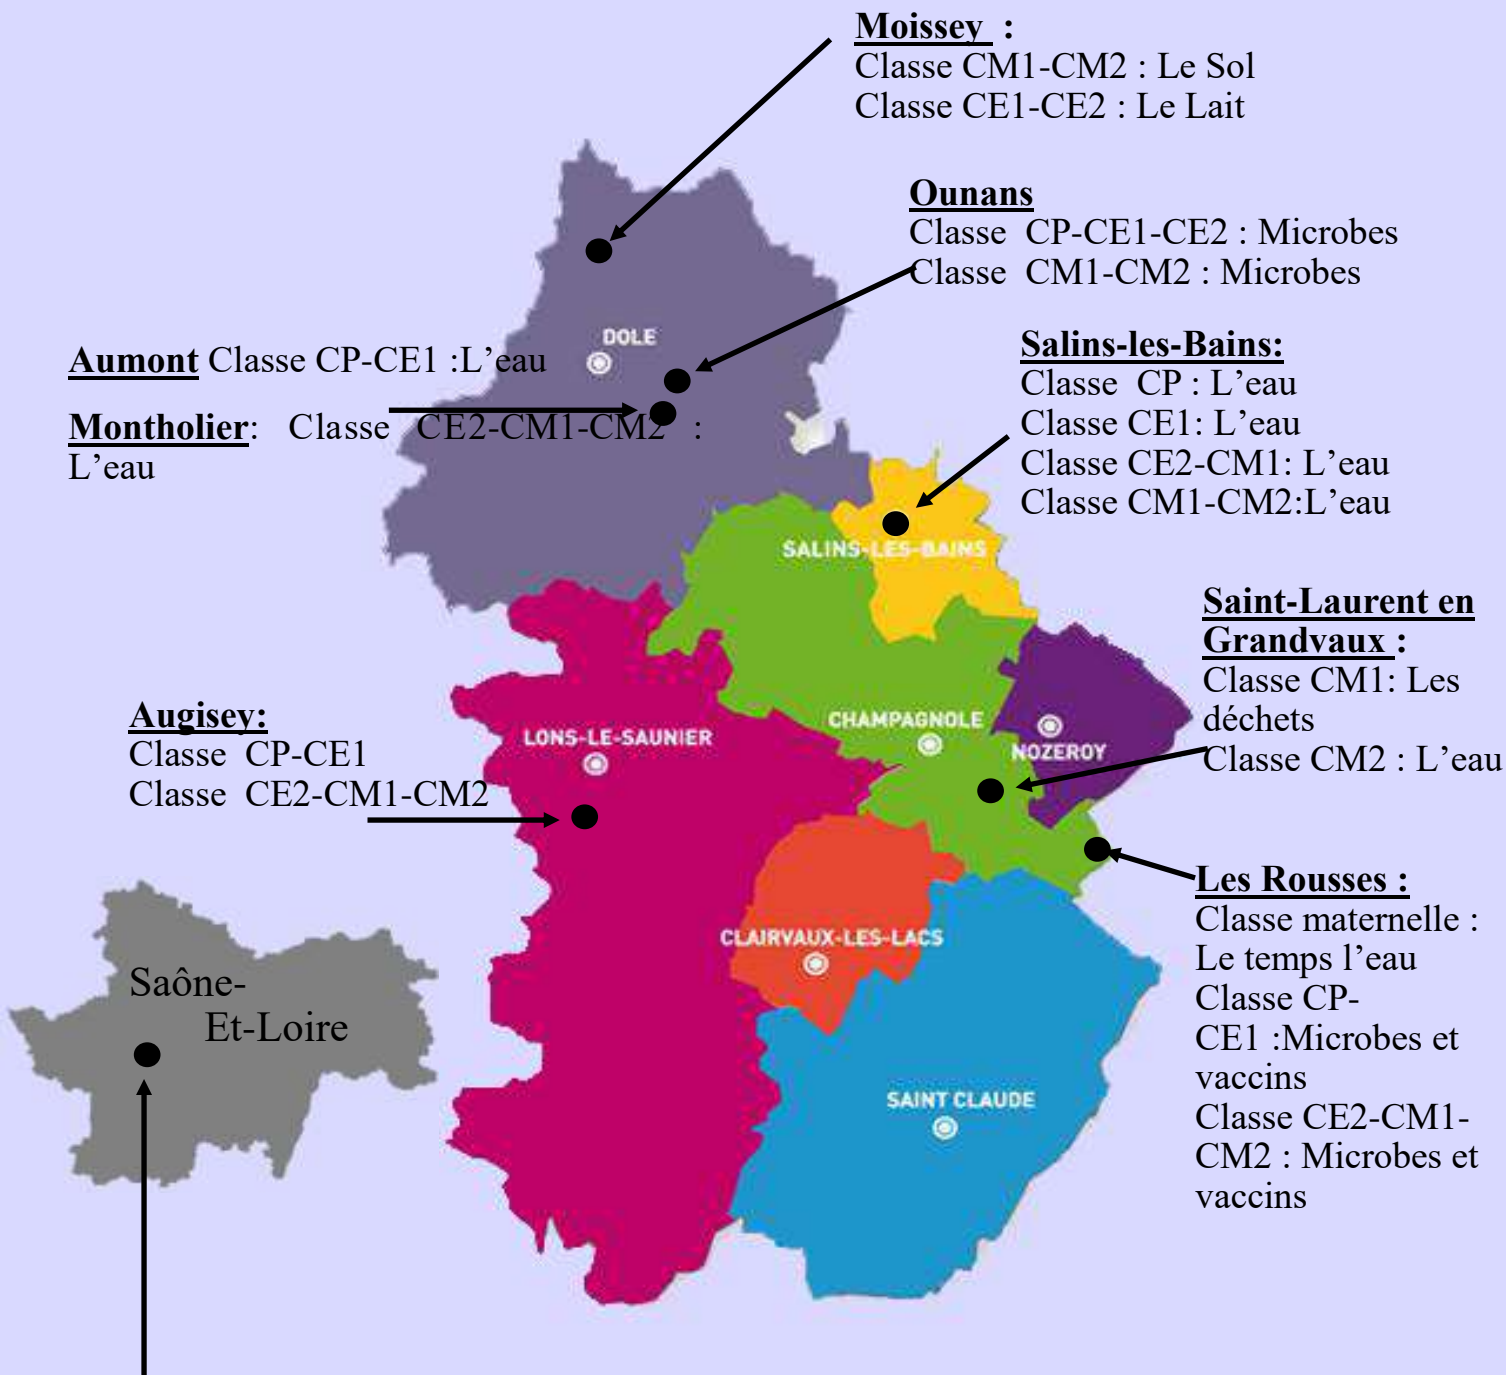 Moissey :
Classe CM1-CM2 : Le Sol
Classe CE1-CE2 : Le Lait
Ounans
Classe CP-CE1-CE2 : Microbes
Classe CM1-CM2 : Microbes
DOLE
Aumont Classe CP-CE1 :L’eau
Montholier: Classe CE2-CM1-CM2 :
L’eau
Salins-les-Bains:
Classe CP : L’eau
Classe CE1: L’eau
Classe CE2-CM1: L’eau
Classe CM1-CM2:L’eau
SALINS-LES-BAINS
Saint-Laurent en
Grandvaux :
Classe CM1: Les
déchets
Classe CM2 : L’eau
Augisey:
Classe CP-CE1
Classe CE2-CM1-CM2
LONS-LE-SAUNIER
CHAMPAGNOLE
NOZEROY
Les Rousses :
Classe maternelle :
Le temps l’eau
Classe CP-
CE1 :Microbes et
vaccins
Classe CE2-CM1-
CM2 : Microbes et
vaccins
CLAIRVAUX-LES-LACS
Saône-
Et-Loire
SAINT CLAUDE